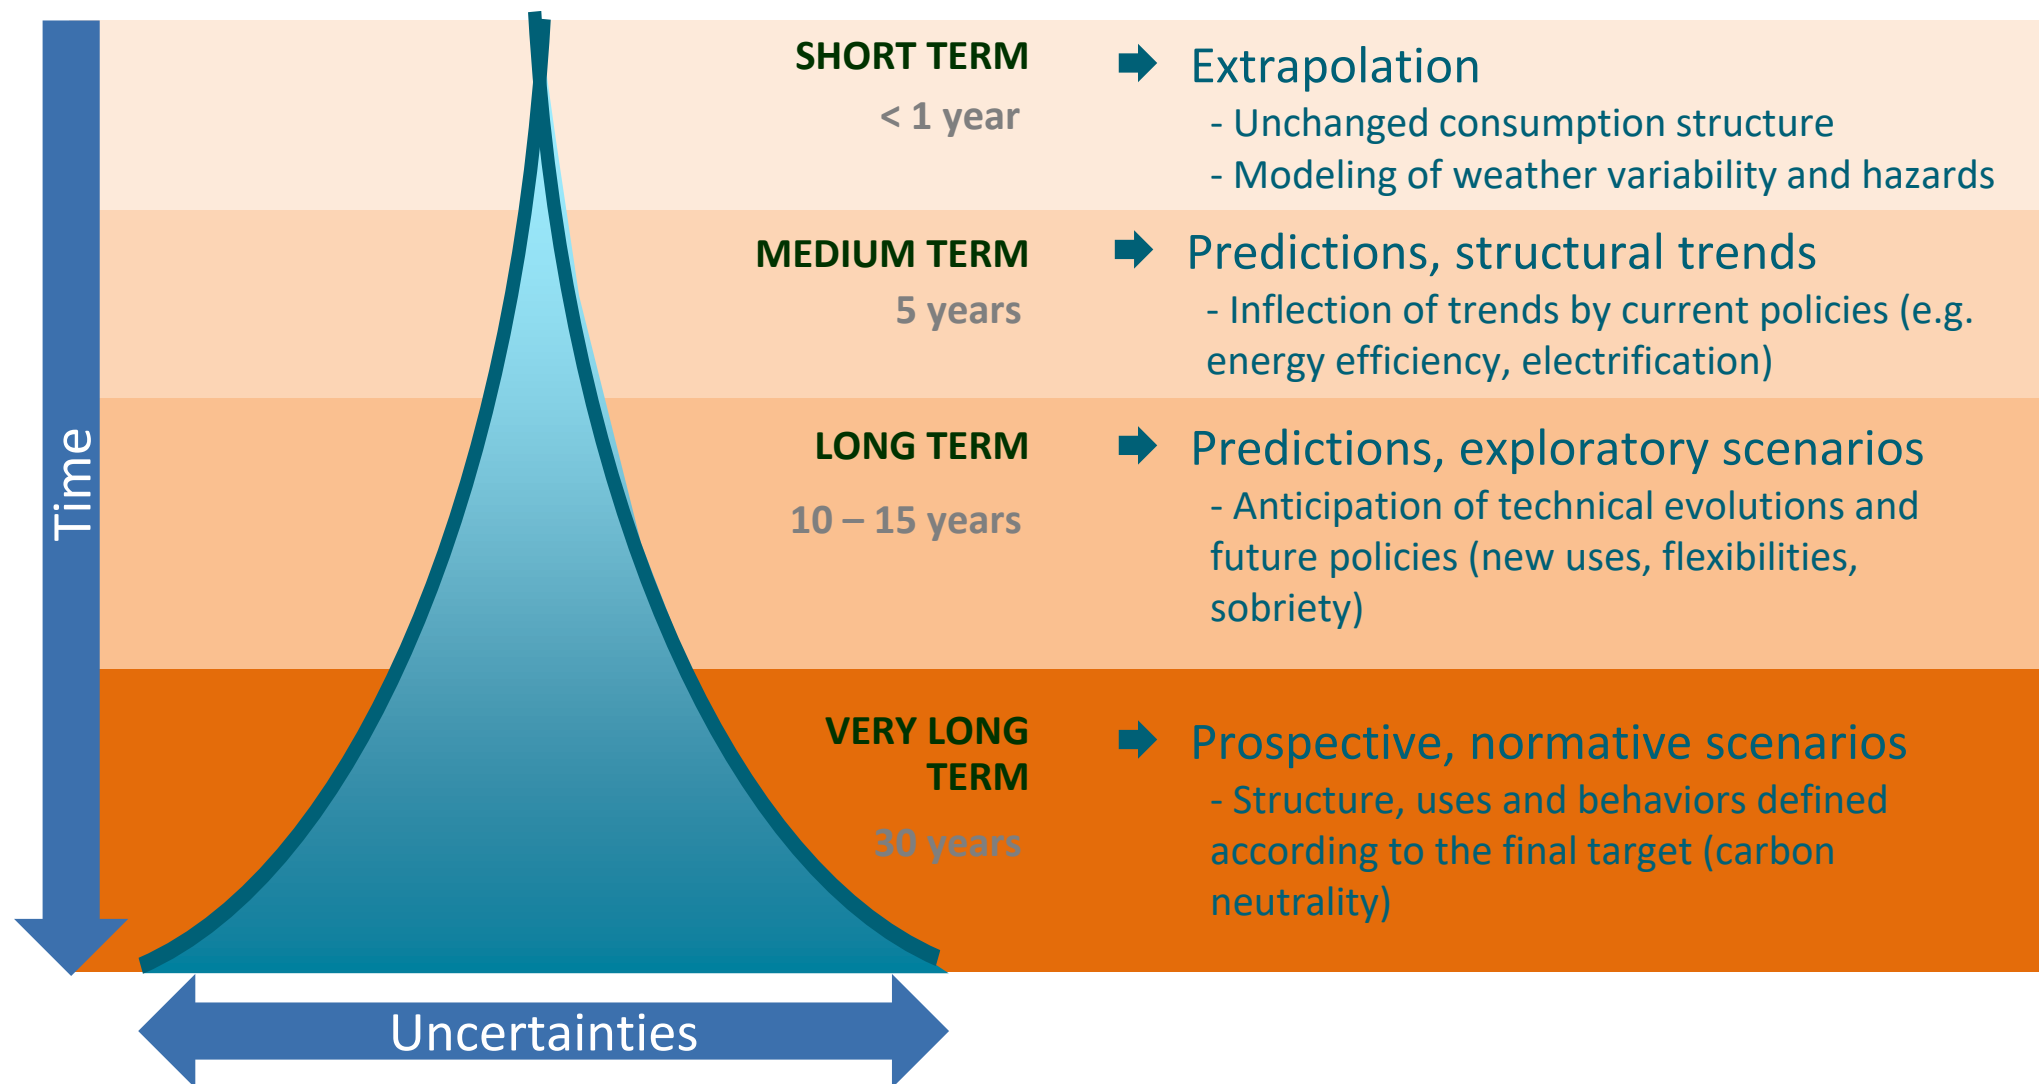 SHORT TERM
< 1 year
Extrapolation
- Unchanged consumption structure
- Modeling of weather variability and hazards
MEDIUM TERM
5 years
Predictions, structural trends
- Inflection of trends by current policies (e.g.
energy efficiency, electrification)
LONG TERM
10 – 15 years
Predictions, exploratory scenarios
- Anticipation of technical evolutions and
future policies (new uses, flexibilities,
sobriety)
VERY LONG
TERM
30 years
Prospective, normative scenarios
- Structure, uses and behaviors defined
according to the final target (carbon
neutrality)
Time
Uncertainties